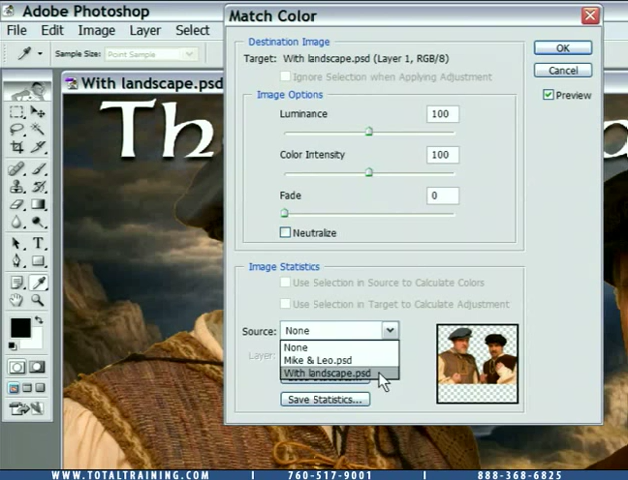 Adobe Photoshop
File Edit Image Layer Select
Sample Size: Point Sample
With landscape.psd
Th
Match Color
Destination Image
Target: With landscape.psd (Layer 1, RGB/8)
Ignore Selection when Applying Adjustment
Image Options
Luminance 100
Color Intensity 100
Fade 0
Neutralize
OK
Cancel
Preview
Image Statistics
Use Selection in Source to Calculate Colors
Use Selection in Target to Calculate Adjustment
Source: None
None
Mike & Leo.psd
With landscape.psd
Layer:
Save Statistics...
WWW.TOTALTRAINING.COM | 760-517-9001 | 888-368-6825